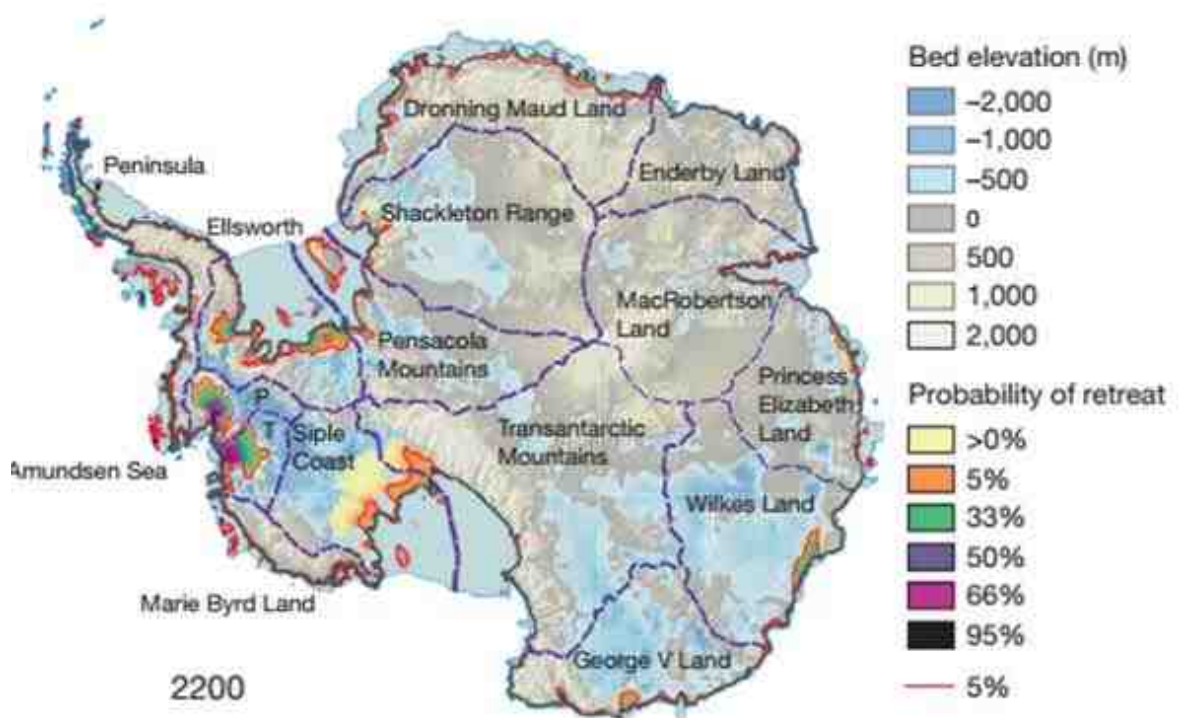 Bed elevation (m)
–2,000
–1,000
–500
0
500
1,000
2,000
Probability of retreat
>0%
5%
33%
50%
66%
95%
5%
Dronning Maud Land
Peninsula
Enderby Land
Ellsworth
Shackleton Range
MacRobertson
Land
Pensacola
Mountains
Princess
Elizabeth
Land
P
T
Siple
Coast
Transantarctic
Mountains
Amundsen Sea
Wilkes Land
Marie Byrd Land
George V Land
2200